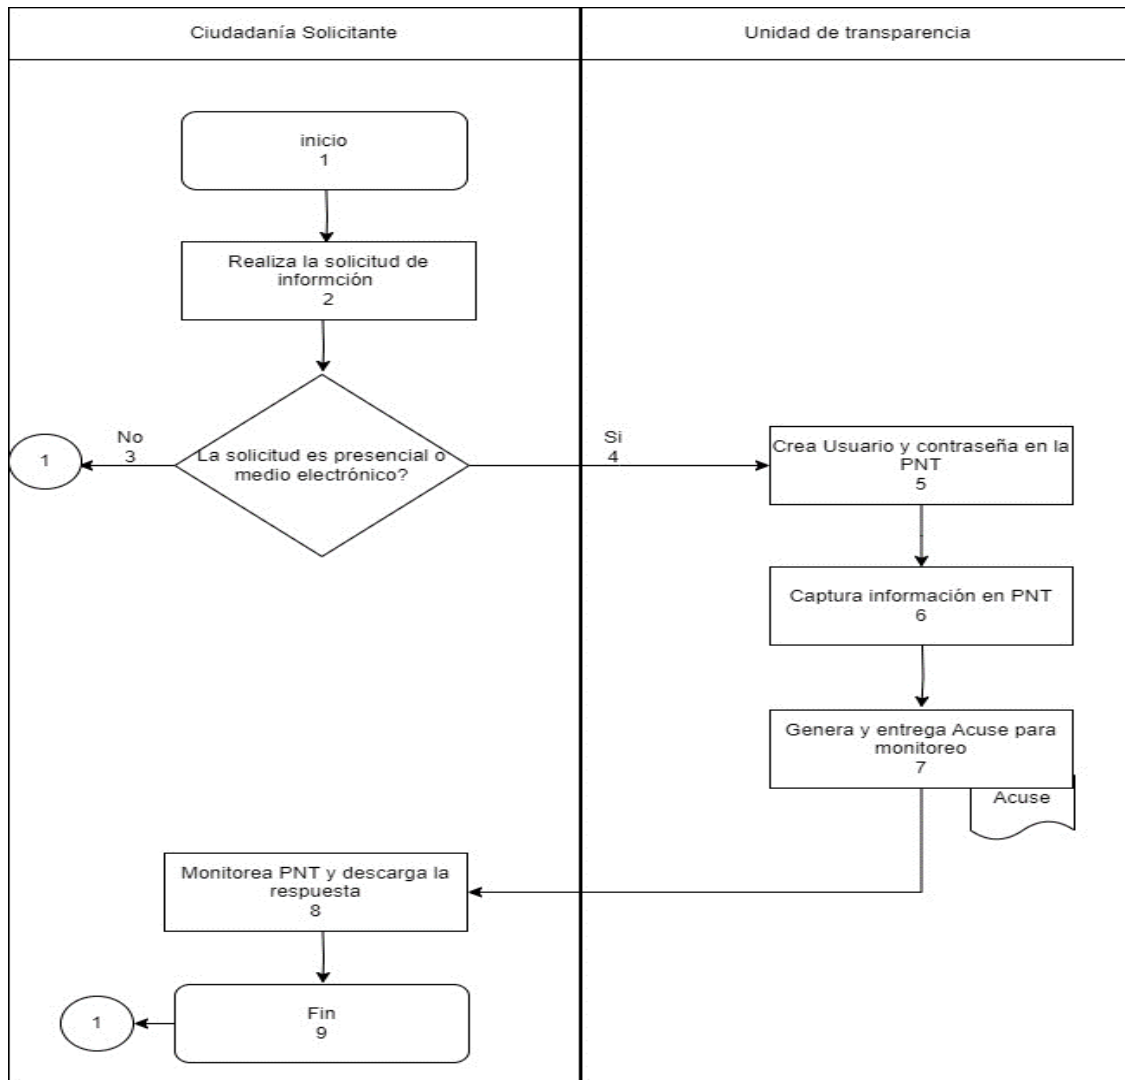 Ciudadanía Solicitante
Unidad de transparencia
inicio
1
Realiza la solicitud de
informción
2
La solicitud es presencial o
medio electrónico?
No
3
1
Si
4
Crea Usuario y contraseña en la
PNT
5
Captura información en PNT
6
Genera y entrega Acuse para
monitoreo
7
Acuse
Monitorea PNT y descarga la
respuesta
8
Fin
9
1